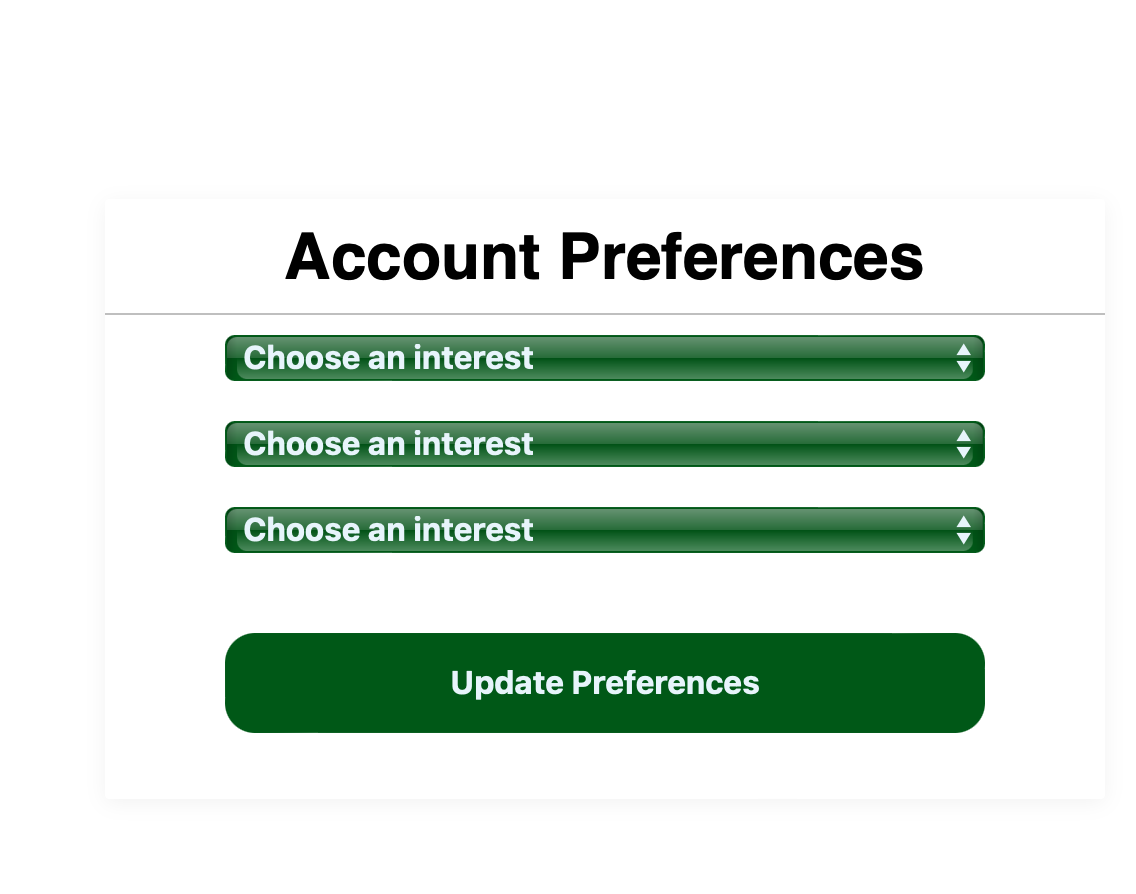 Account Preferences
Choose an interest
Choose an interest
Choose an interest
Update Preferences